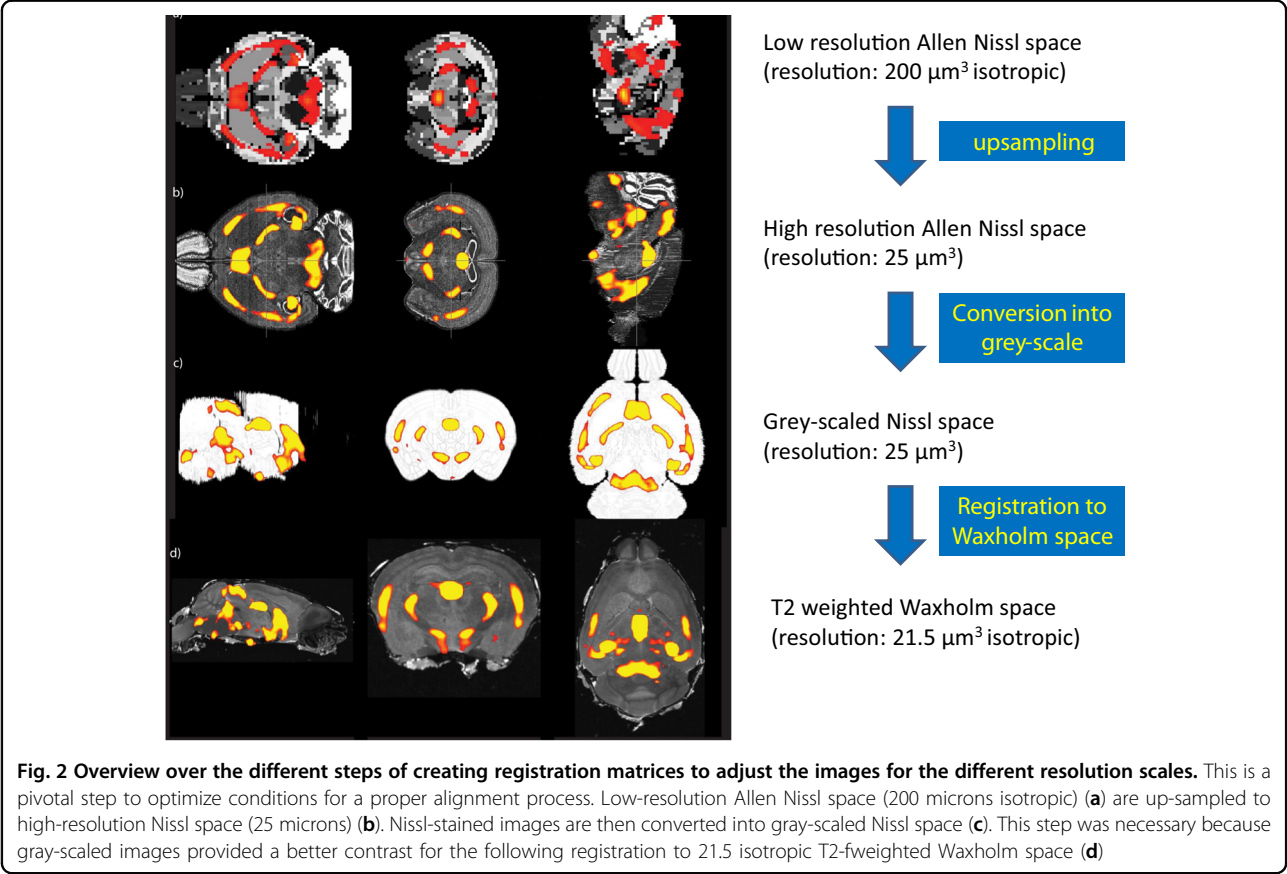 Low resolution Allen Nissl space
(resolution: 200 µm³ isotropic)
upsampling
b)
High resolution Allen Nissl space
(resolution: 25 µm³)
Conversion into
grey-scale
c)
Grey-scaled Nissl space
(resolution: 25 µm³)
Registration to
Waxholm space
d)
T2 weighted Waxholm space
(resolution: 21.5 µm³ isotropic)
Fig. 2 Overview over the different steps of creating registration matrices to adjust the images for the different resolution scales. This is a
pivotal step to optimize conditions for a proper alignment process. Low-resolution Allen Nissl space (200 microns isotropic) (a) are up-sampled to
high-resolution Nissl space (25 microns) (b). Nissl-stained images are then converted into gray-scaled Nissl space (c). This step was necessary because
gray-scaled images provided a better contrast for the following registration to 21.5 isotropic T2-fweighted Waxholm space (d)